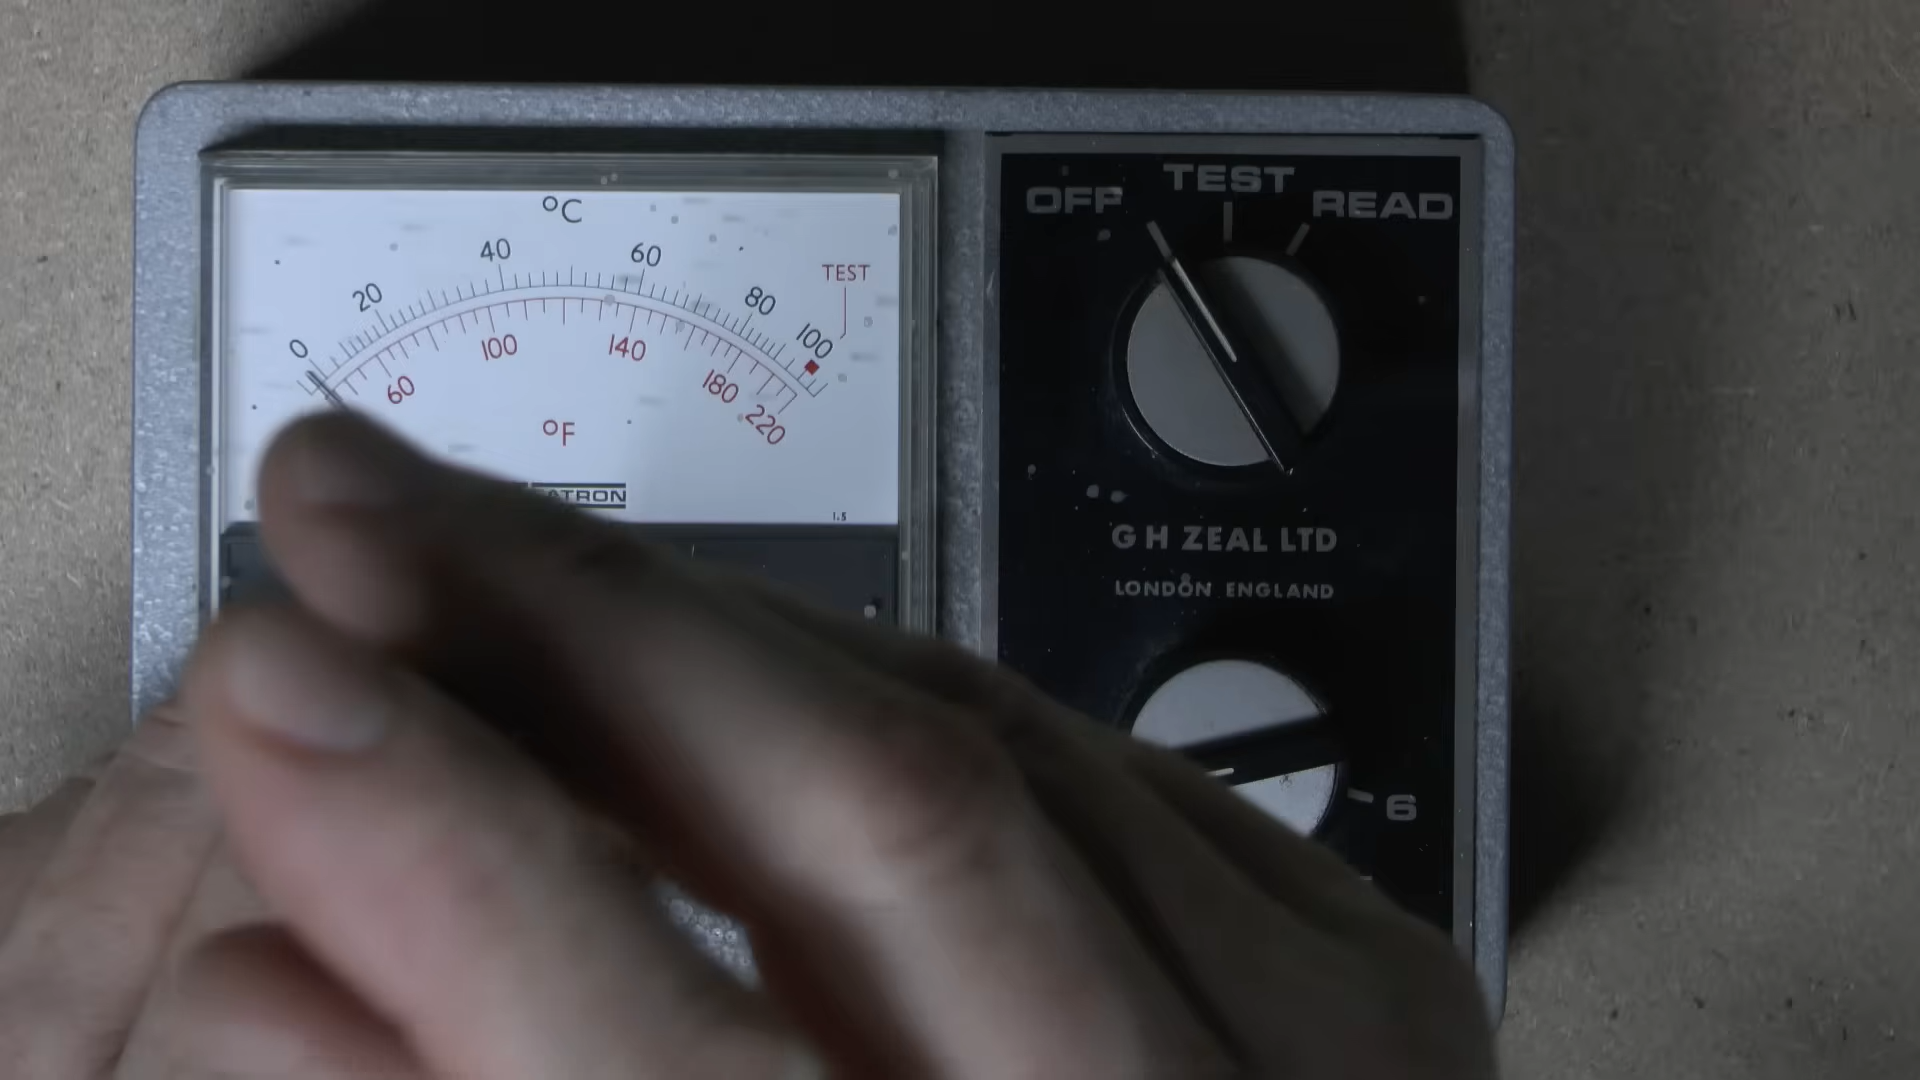 °C
0 20 40 60 80 100
TEST
60 100 140 180 220
°F
ATRON
1.5
OFF TEST READ
G H ZEAL LTD
LONDON ENGLAND
6